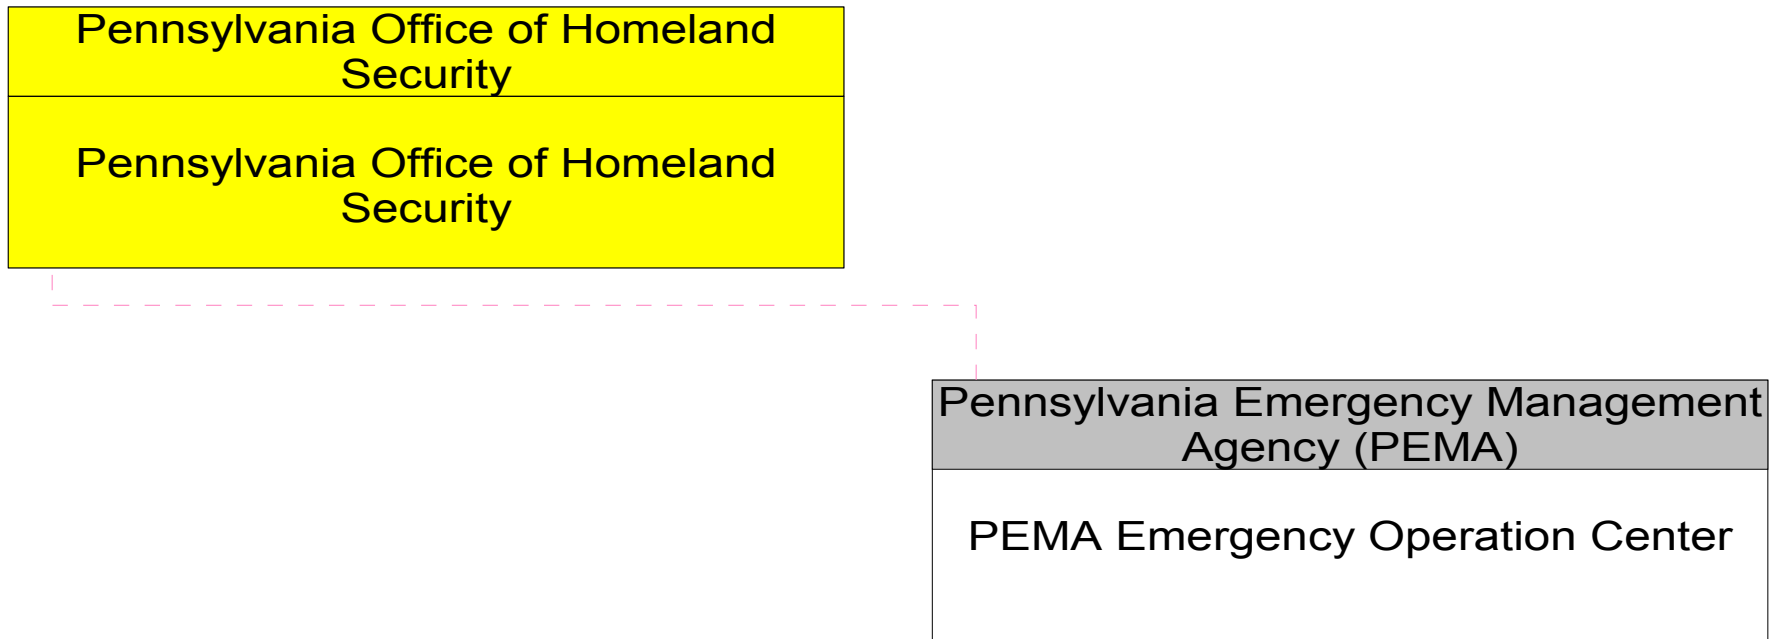 Pennsylvania Office of Homeland
Security
Pennsylvania Office of Homeland
Security
Pennsylvania Emergency Management
Agency (PEMA)
PEMA Emergency Operation Center